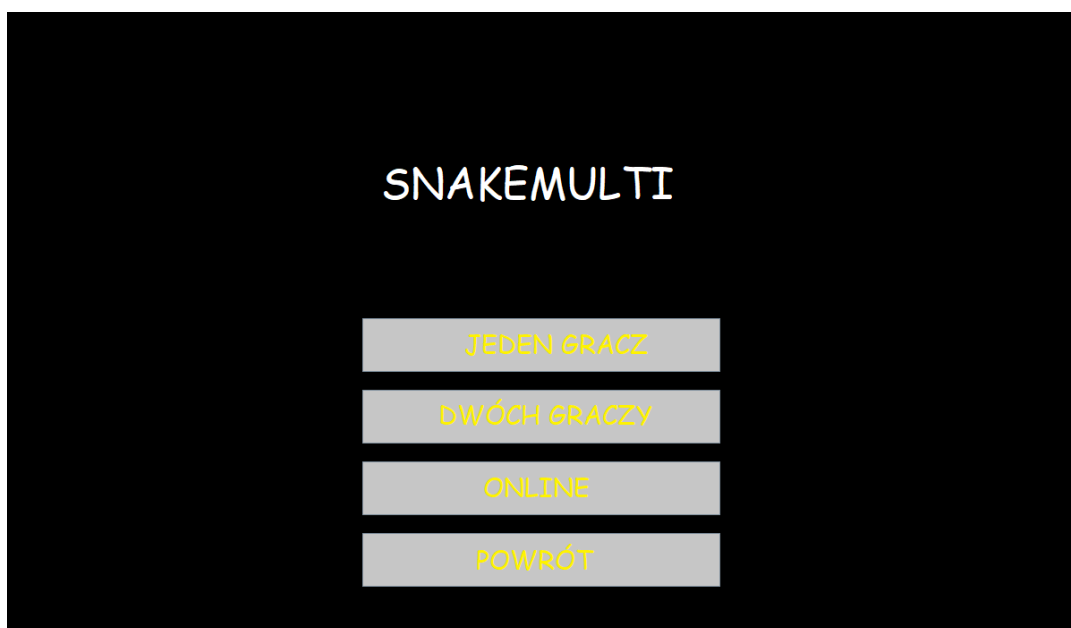 SNAKEMULTI
JEDEN GRACZ
DWÓCH GRACZY
ONLINE
POWRÓT